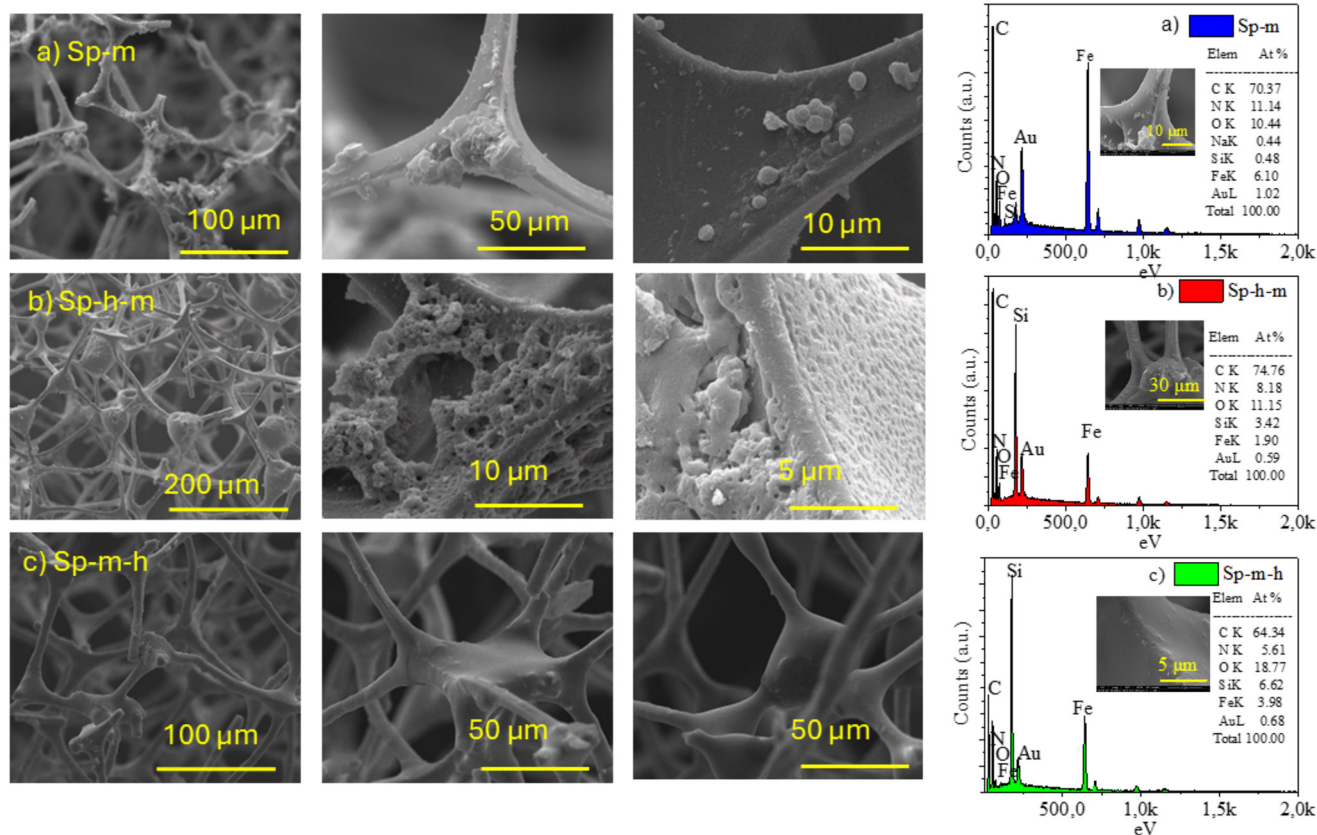 a) Sp-m
100 µm
50 µm
10 µm
b) Sp-h-m
200 µm
10 µm
5 µm
c) Sp-m-h
100 µm
50 µm
50 µm
a) Sp-m
Counts (a.u.)
C
N
O
Fe
S
Au
Fe
10 µm
Elem At %
C K 70.37
N K 11.14
O K 10.44
NaK 0.44
SiK 0.48
FeK 6.10
AuL 1.02
Total 100.00
0,0 500,0 1,0k 1,5k 2,0k
eV
b) Sp-h-m
Counts (a.u.)
C
Si
N
O
Fe
Au
Fe
30 µm
Elem At %
C K 74.76
N K 8.18
O K 11.15
SiK 3.42
FeK 1.90
AuL 0.59
Total 100.00
0,0 500,0 1,0k 1,5k 2,0k
eV
c) Sp-m-h
Counts (a.u.)
Si
C
N
O
Fe
Au
Fe
5 µm
Elem At %
C K 64.34
N K 5.61
O K 18.77
SiK 6.62
FeK 3.98
AuL 0.68
Total 100.00
500,0 1,0k 1,5k 2,0k
eV